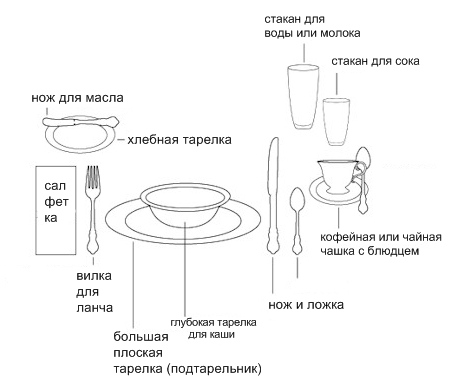 стакан для
воды или молока
стакан для сока
нож для масла
хлебная тарелка
сал
фет
ка
кофейная или чайная
чашка с блюдцем
вилка
для
ланча
нож и ложка
глубокая тарелка
для каши
большая
плоская
тарелка (подтарельник)